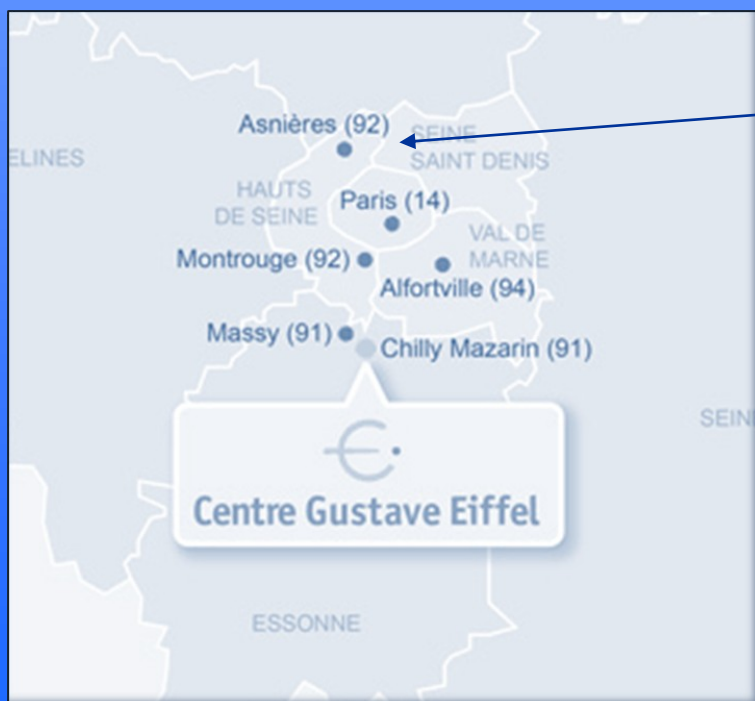 Asnières (92)
SEINE
SAINT DENIS
ELINES
HAUTS
DE SEINE
Paris (14)
VAL DE
MARNE
Montrouge (92)
Alfortville (94)
Massy (91)
Chilly Mazarin (91)
SEIN
Centre Gustave Eiffel
ESSONNE